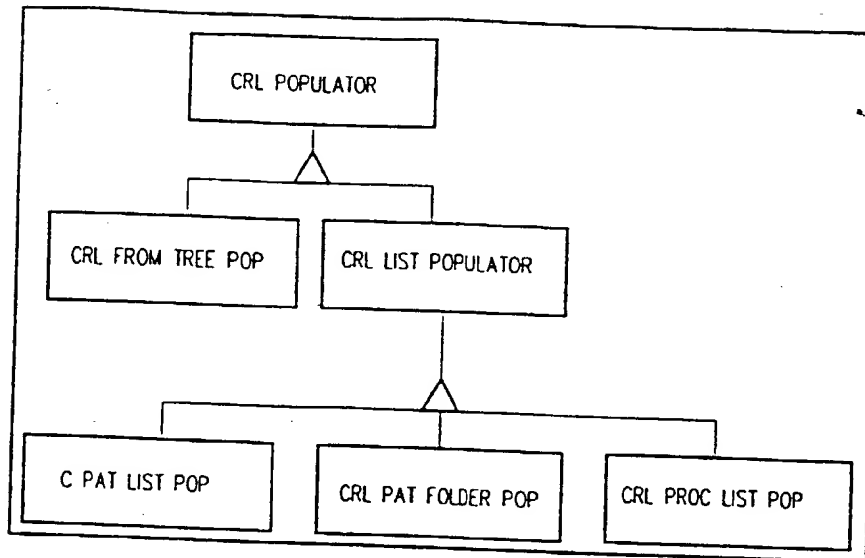 CRL POPULATOR
CRL FROM TREE POP
CRL LIST POPULATOR
C PAT LIST POP
CRL PAT FOLDER POP
CRL PROC LIST POP